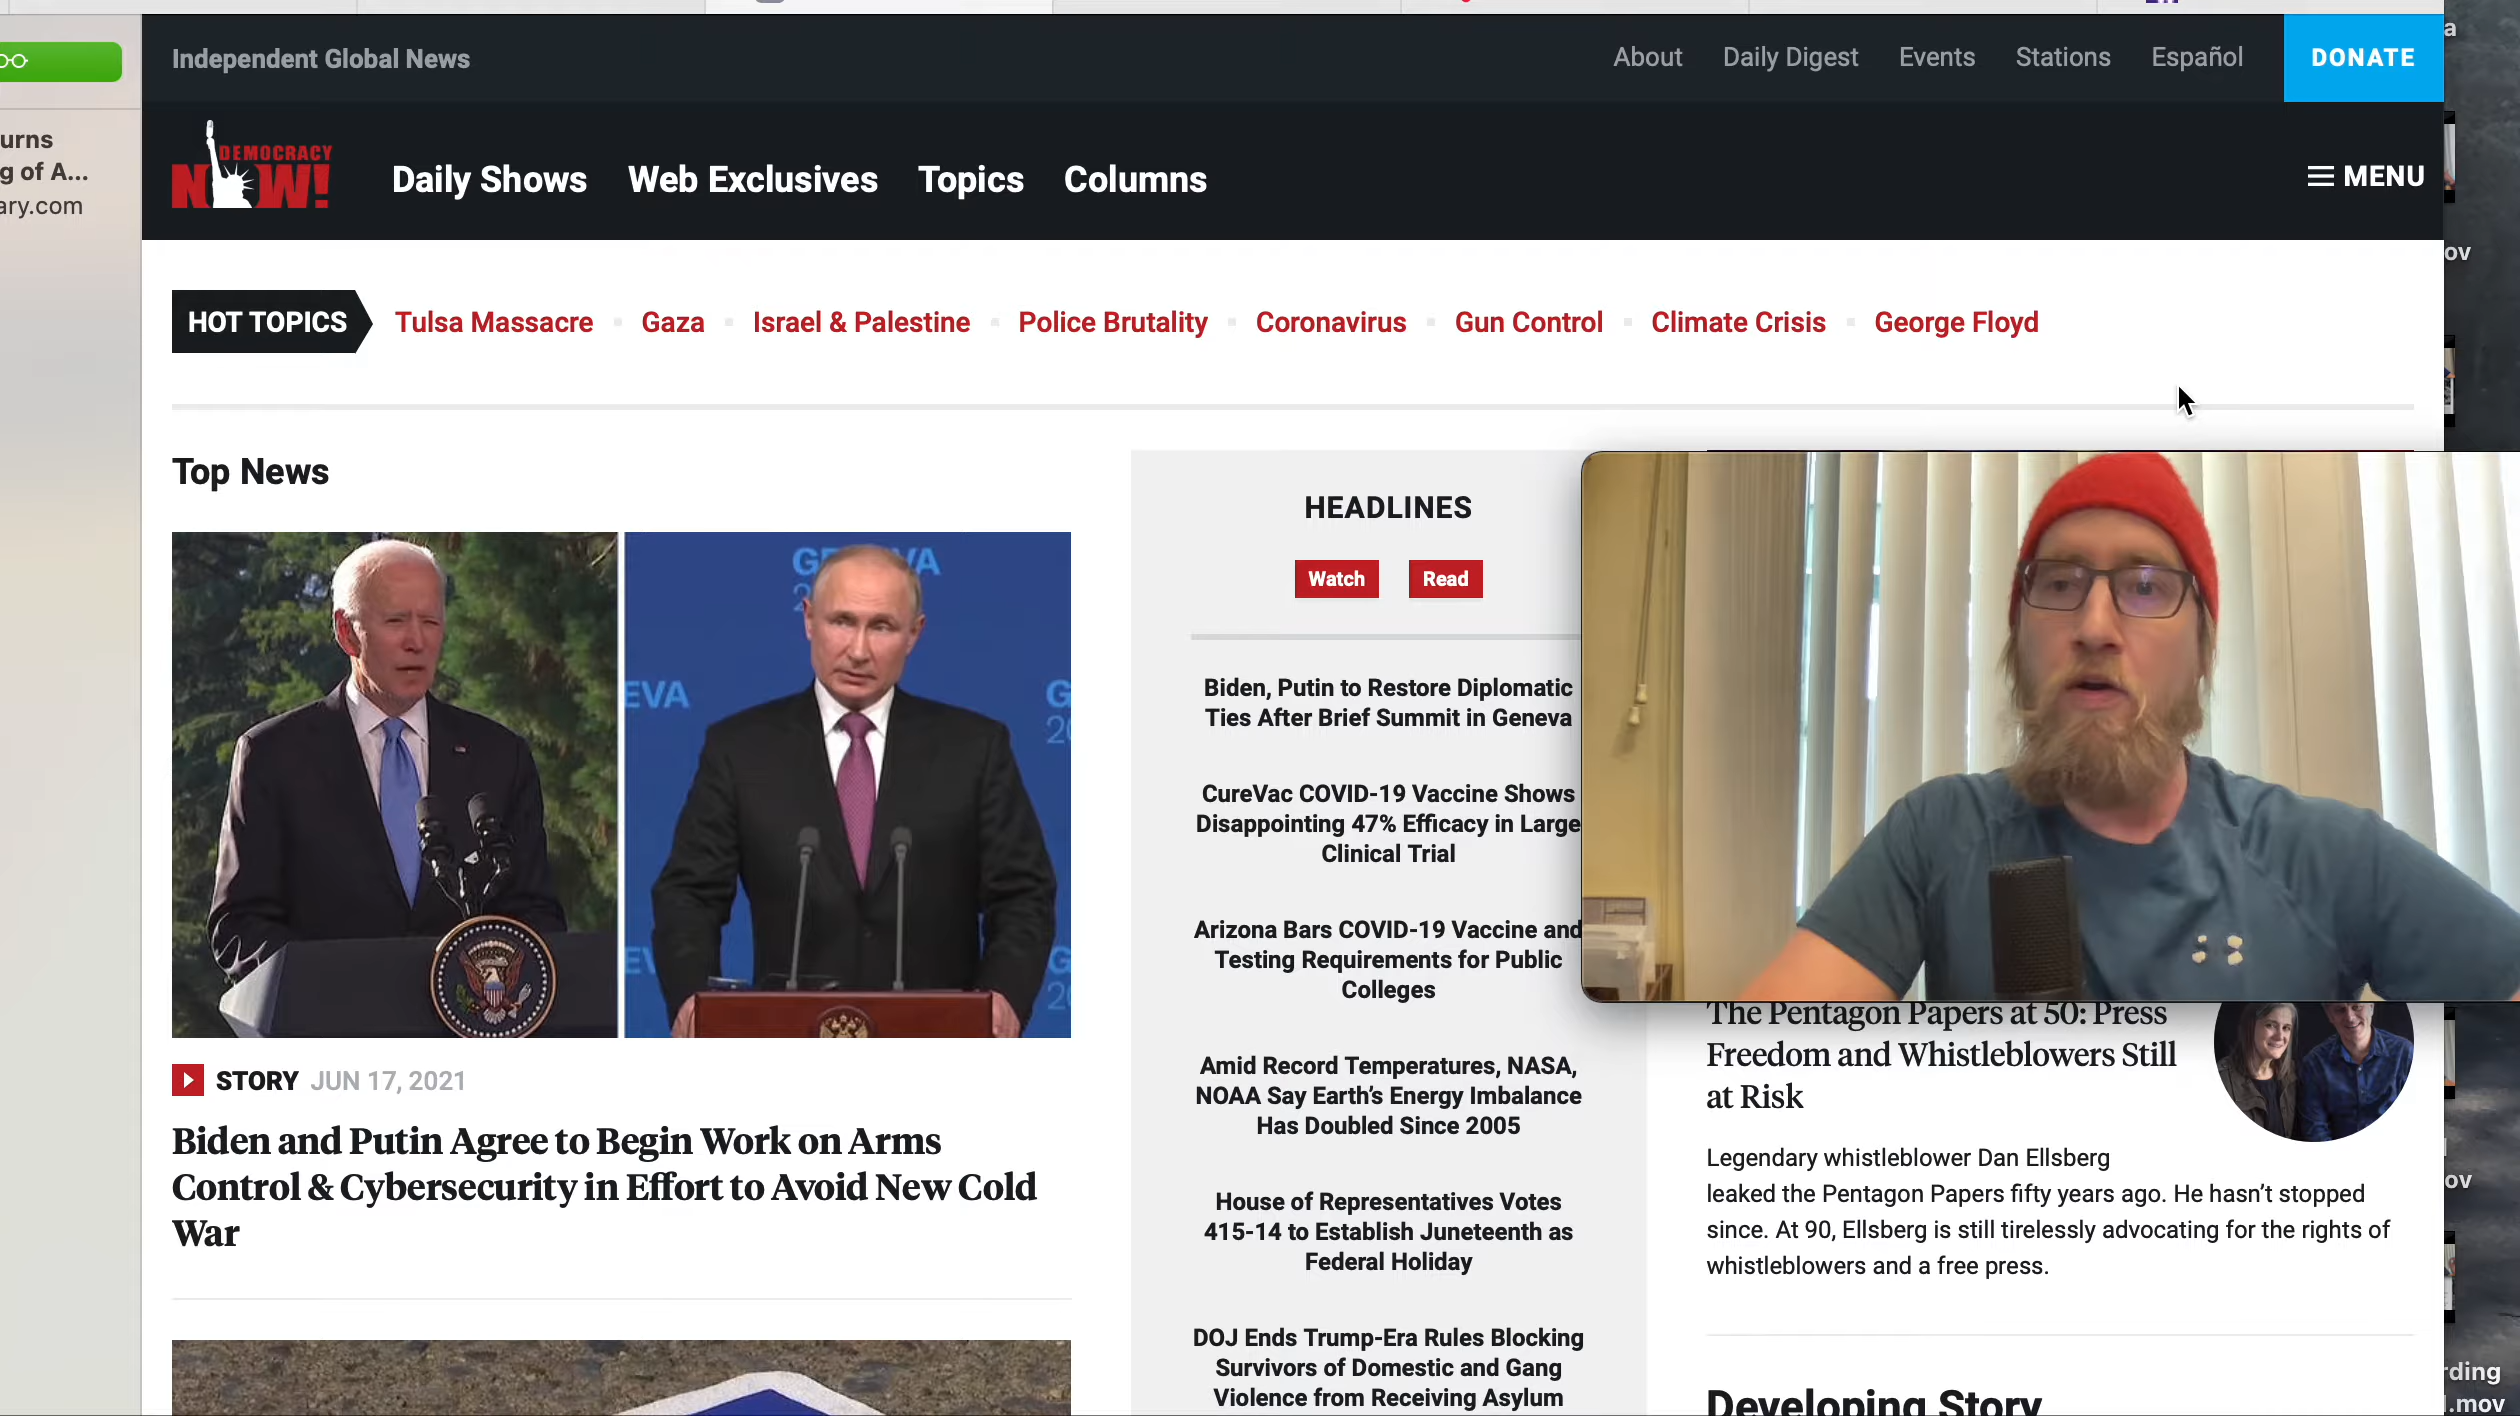 Independent Global News
About
Daily Digest
Events
Stations
Español
DONATE
DEMOCRACY
NOW!
Daily Shows
Web Exclusives
Topics
Columns
MENU
HOT TOPICS
Tulsa Massacre
Gaza
Israel & Palestine
Police Brutality
Coronavirus
Gun Control
Climate Crisis
George Floyd
Top News
GENEVA
EVA
STORY JUN 17, 2021
Biden and Putin Agree to Begin Work on Arms
Control & Cybersecurity in Effort to Avoid New Cold
War
HEADLINES
Watch
Read
Biden, Putin to Restore Diplomatic
Ties After Brief Summit in Geneva
CureVac COVID-19 Vaccine Shows
Disappointing 47% Efficacy in Large
Clinical Trial
Arizona Bars COVID-19 Vaccine and
Testing Requirements for Public
Colleges
Amid Record Temperatures, NASA,
NOAA Say Earth's Energy Imbalance
Has Doubled Since 2005
House of Representatives Votes
415-14 to Establish Juneteenth as
Federal Holiday
DOJ Ends Trump-Era Rules Blocking
Survivors of Domestic and Gang
Violence from Receiving Asylum
The Pentagon Papers at 50: Press
Freedom and Whistleblowers Still
at Risk
Legendary whistleblower Dan Ellsberg
leaked the Pentagon Papers fifty years ago. He hasn't stopped
since. At 90, Ellsberg is still tirelessly advocating for the rights of
whistleblowers and a free press.
Developing Story
urns
g of A...
ary.com
ov
ov
rding
.mov